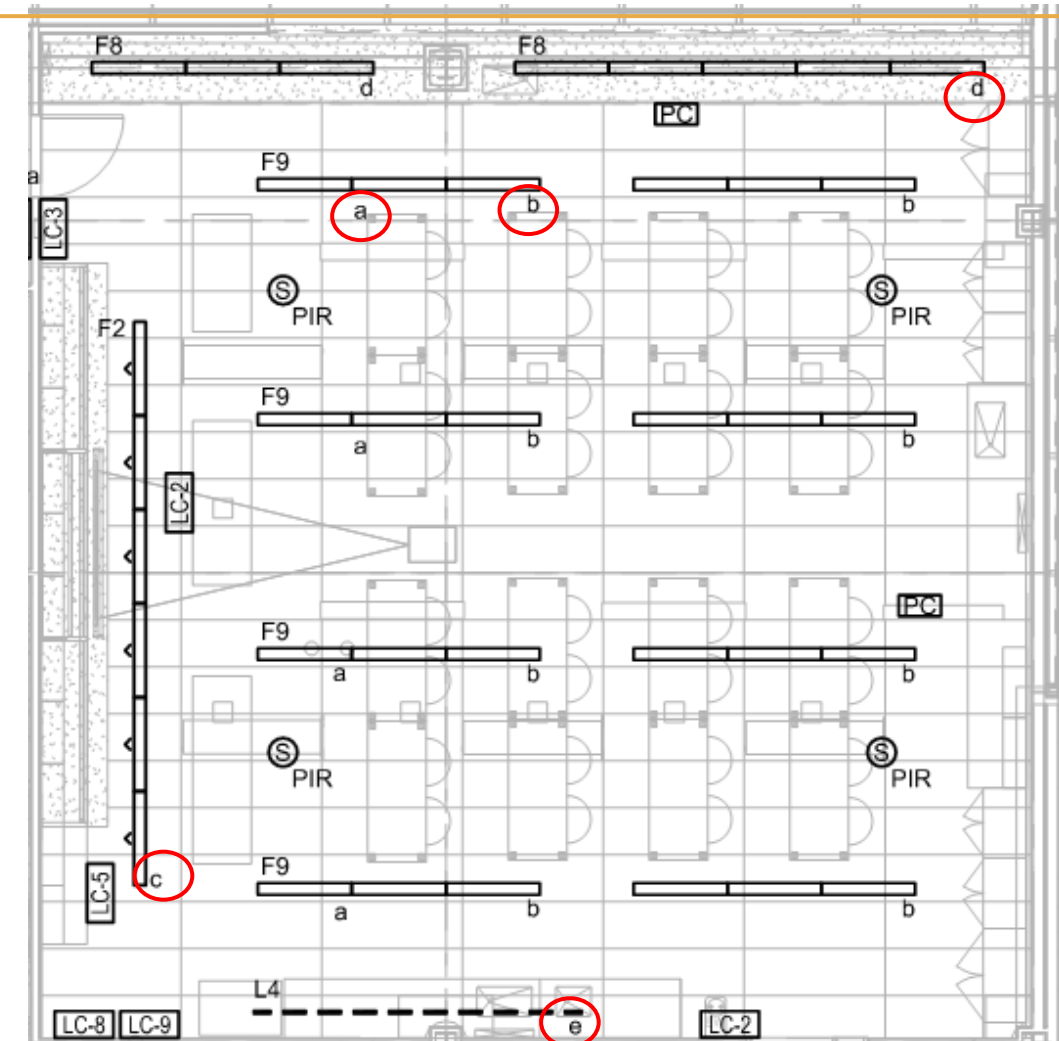 F8 F8
d d
PC
F9
a
a b b
LC-3
S S
PIR PIR
F2
F9
a b b
LC-2
PC
F9
a b b
S S
PIR PIR
F9
LC-5 c
a b b
L4
LC-8 LC-9 e LC-2